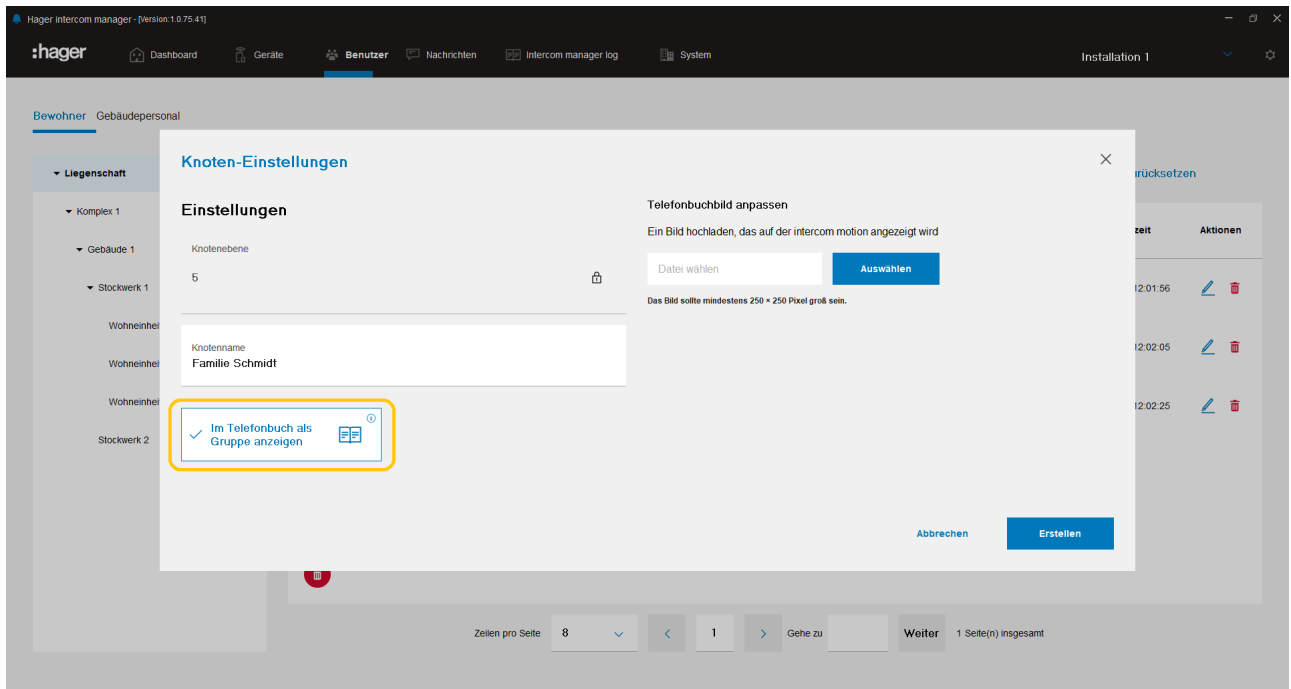 Hager intercom manager - [Version:1.0.75.41]
:hager
Dashboard
Geräte
Benutzer
Nachrichten
Intercom manager log
System
Installation 1
Bewohner
Gebäudepersonal
Knoten-Einstellungen
Liegenschaft
urücksetzen
Einstellungen
Telefonbuchbild anpassen
Komplex 1
Ein Bild hochladen, das auf der intercom motion angezeigt wird
zeit
Aktionen
Gebäude 1
Knotenebene
5
Datei wählen
Auswählen
Stockwerk 1
Das Bild sollte mindestens 250 × 250 Pixel groß sein.
12:01:56
Wohneinhei
Knotenname
Familie Schmidt
12:02:05
Wohneinhei
Wohneinhei
12:02:25
Im Telefonbuch als
Gruppe anzeigen
Stockwerk 2
Abbrechen
Erstellen
Zeilen pro Seite
8
1
Gehe zu
Weiter
1 Seite(n) insgesamt